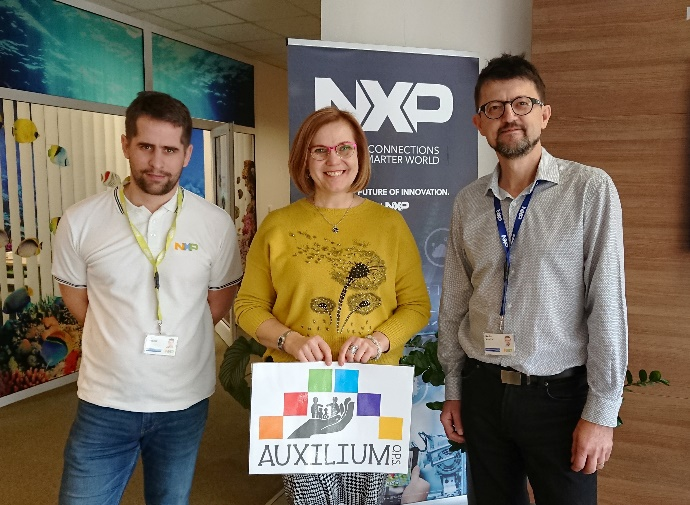 NXP
CONNECTIONS
MARTER WORLD
FUTURE OF INNOVATION.
NXP
NXP
AUXILIUM
O.P.S.